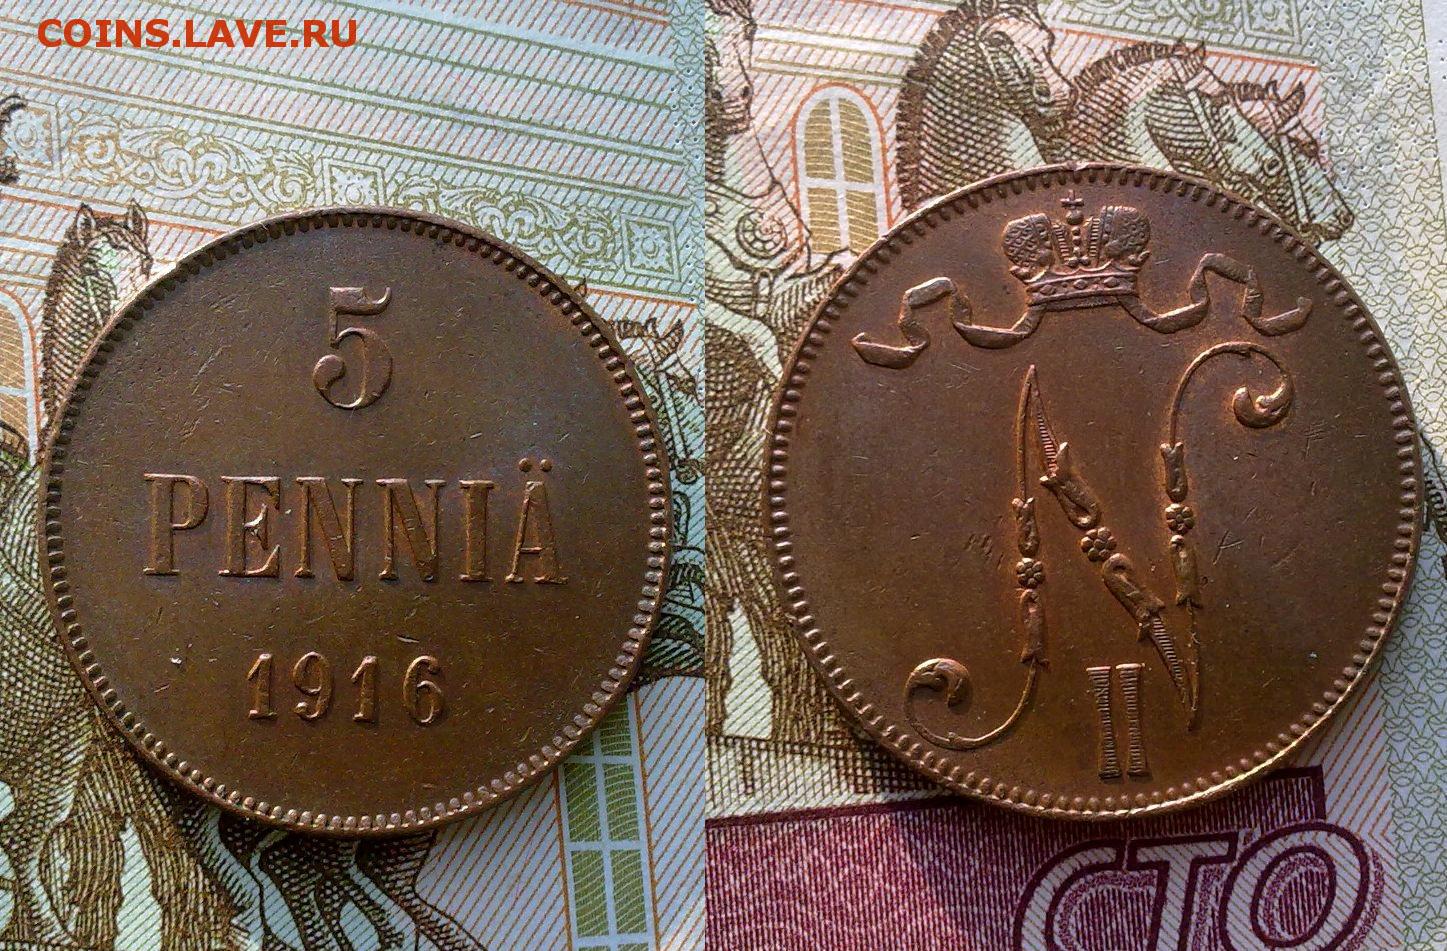 COINS.LAVE.RU
5
PENNIÄ
1916
N
II
СТО